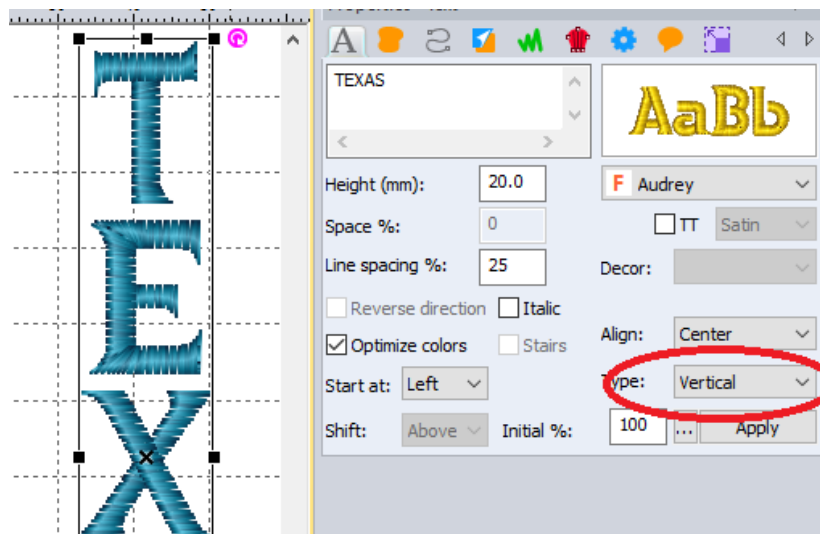 T
E
X
TEXAS
AaBb
Height (mm): 20.0
F Audrey
Space %: 0
TT Satin
Line spacing %: 25
Decor:
Reverse direction Italic
Align: Center
Optimize colors Stairs
Type: Vertical
Start at: Left
Shift: Above Initial %: 100 ... Apply